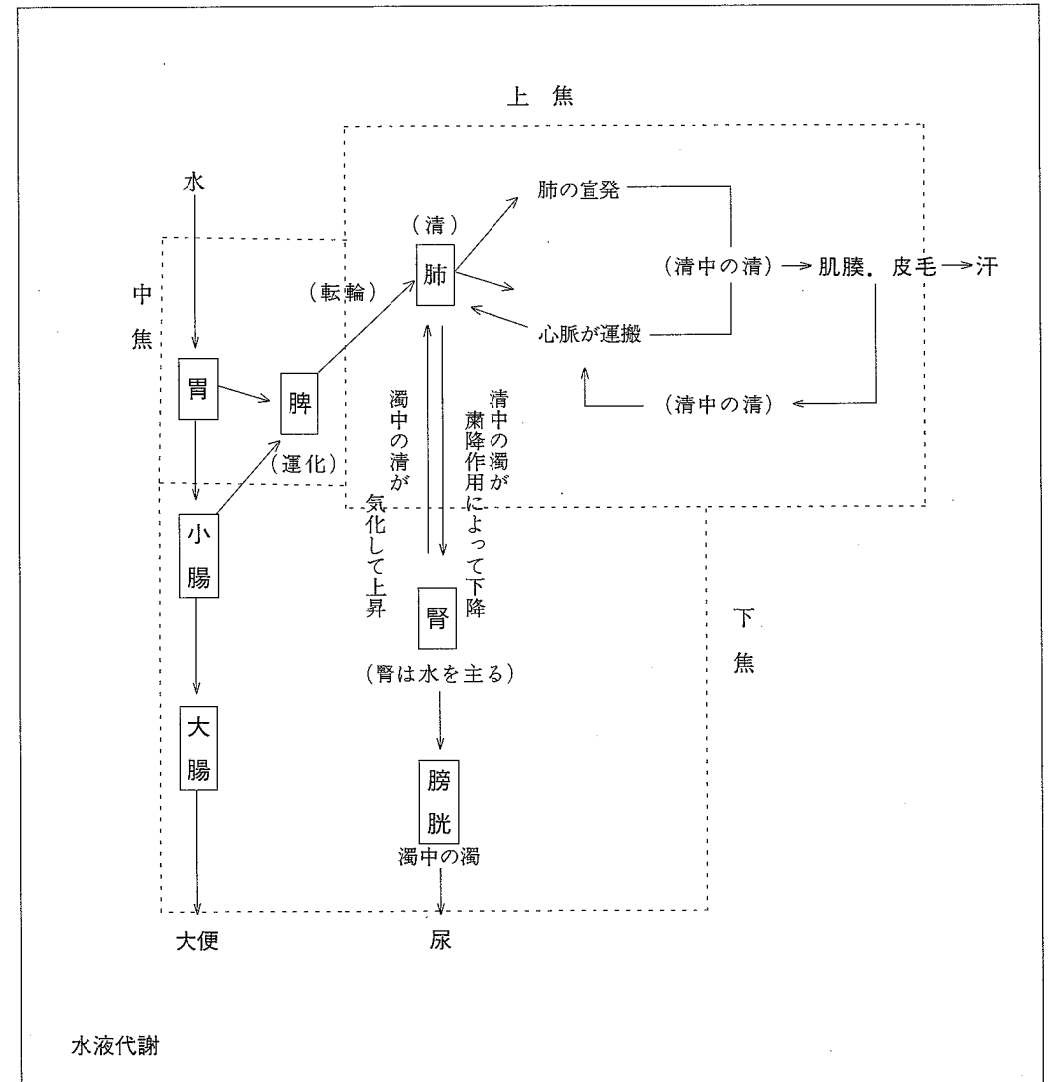 上 焦
水
肺の宣発
(清)
肺
(清中の清)
肌腠．皮毛
汗
(転輪)
中焦
心脈が運搬
胃
脾
(清中の清)
(運化)
濁中の清が
気化して上昇
清中の濁が
粛降作用によって下降
小腸
腎
下焦
(腎は水を主る)
大腸
膀胱
濁中の濁
大便
尿
水液代謝